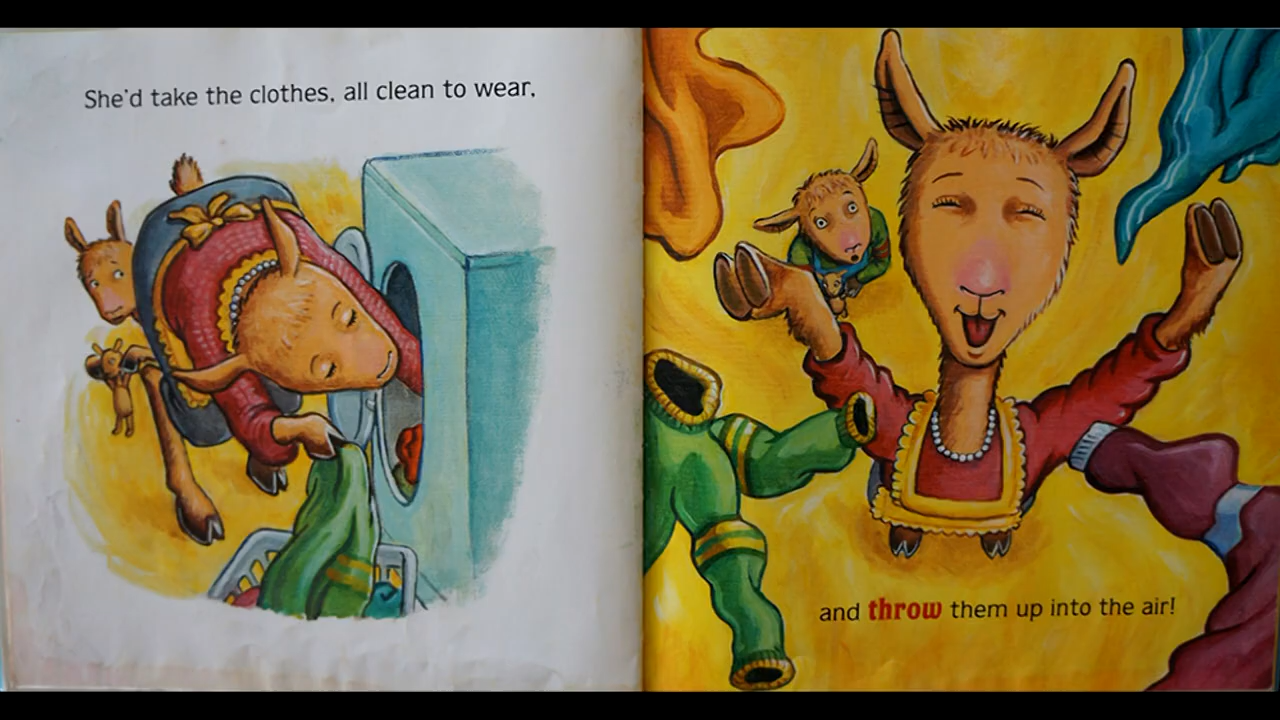 She'd take the clothes, all clean to wear,
and throw them up into the air!